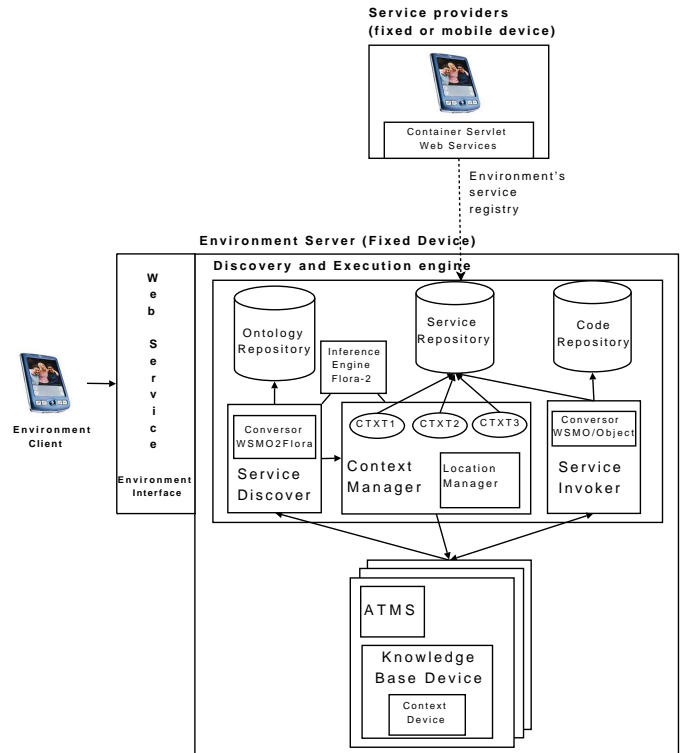 Service providers
(fixed or mobile device)
Container Servlet
Web Services
Environment's
service
registry
Environment Server (Fixed Device)
Discovery and Execution engine
Web Service
Environment
Interface
Environment
Client
Ontology
Repository
Inference
Engine
Flora-2
Service
Repository
Code
Repository
Conversor
WSMO2Flora
Service
Discover
CTXT1
CTXT2
CTXT3
Context
Manager
Location
Manager
Conversor
WSMO/Object
Service
Invoker
ATMS
Knowledge
Base Device
Context
Device